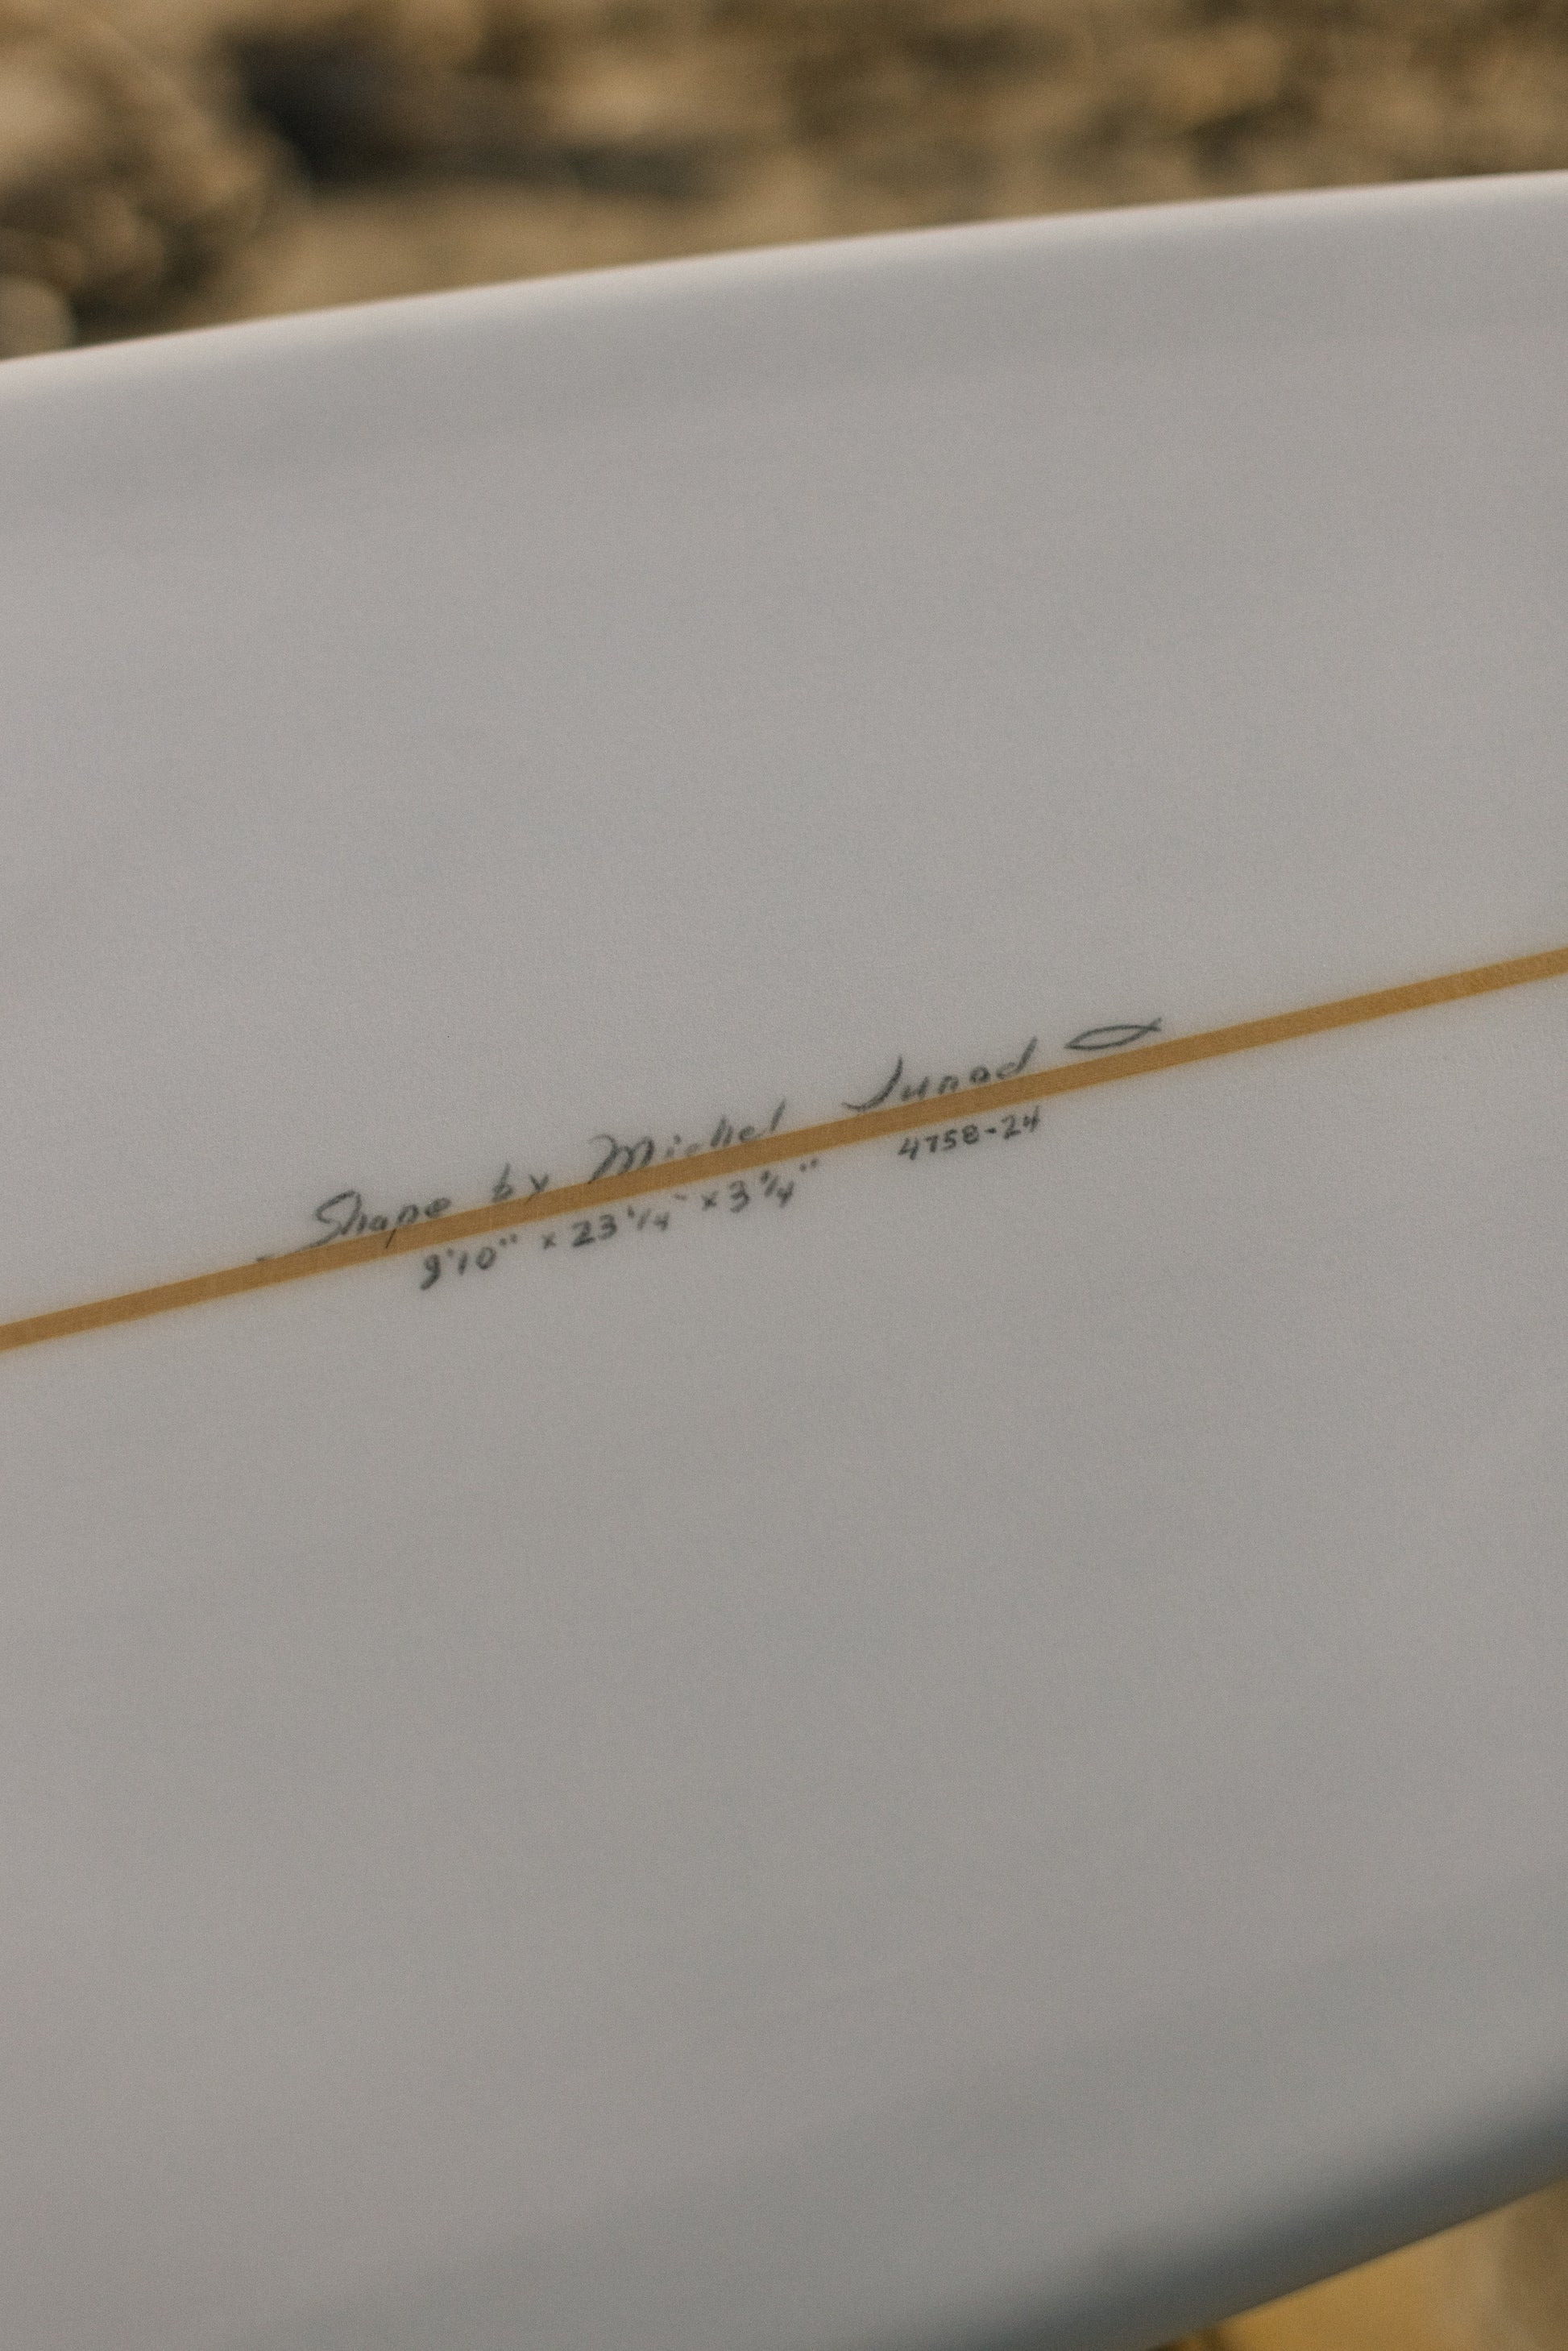 Shape by Michel Junod
9'10" x 23 1/4" x 3 1/4" 4758-24